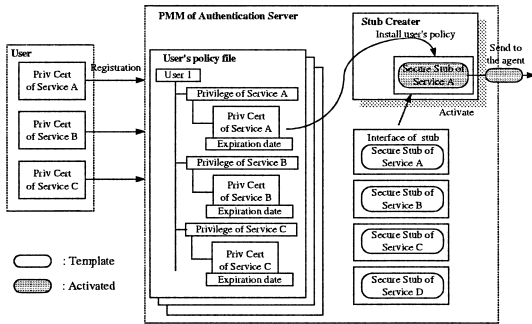 PMM of Authentication Server
Stub Creater
Install user's policy
Send to
the agent
User
User's policy file
Registration
User 1
Secure Stub of
Service A
Priv Cert
of Service A
Privilege of Service A
Priv Cert
of Service A
Expiration date
Activate
Priv Cert
of Service B
Interface of stub
Secure Stub of
Service A
Privilege of Service B
Priv Cert
of Service B
Expiration date
Priv Cert
of Service C
Secure Stub of
Service B
Privilege of Service C
Priv Cert
of Service C
Expiration date
Secure Stub of
Service C
Secure Stub of
Service D
: Template
: Activated